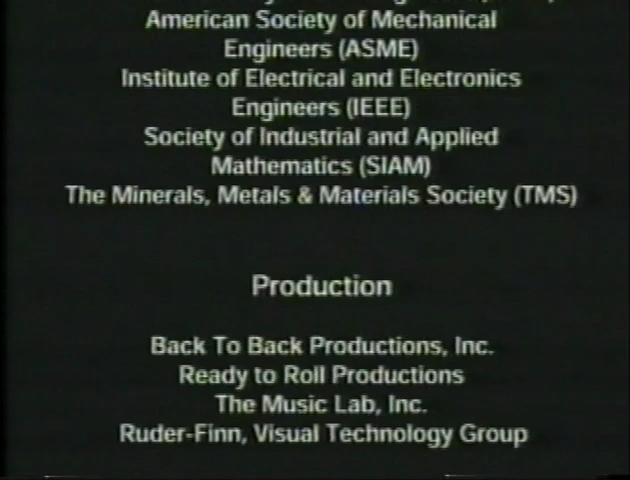 American Society of Mechanical
Engineers (ASME)
Institute of Electrical and Electronics
Engineers (IEEE)
Society of Industrial and Applied
Mathematics (SIAM)
The Minerals, Metals & Materials Society (TMS)
Production
Back To Back Productions, Inc.
Ready to Roll Productions
The Music Lab, Inc.
Ruder-Finn, Visual Technology Group